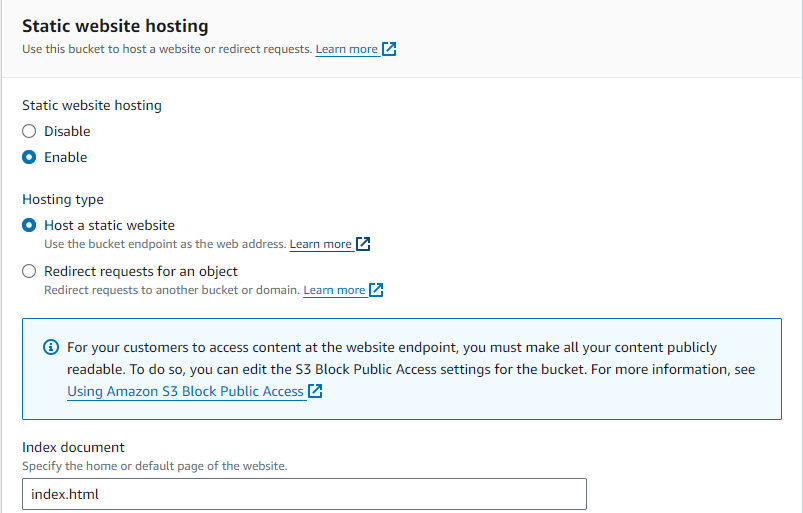 Static website hosting
Use this bucket to host a website or redirect requests. Learn more
Static website hosting
Disable
Enable
Hosting type
Host a static website
Use the bucket endpoint as the web address. Learn more
Redirect requests for an object
Redirect requests to another bucket or domain. Learn more
For your customers to access content at the website endpoint, you must make all your content publicly
readable. To do so, you can edit the S3 Block Public Access settings for the bucket. For more information, see
Using Amazon S3 Block Public Access
Index document
Specify the home or default page of the website.
index.html